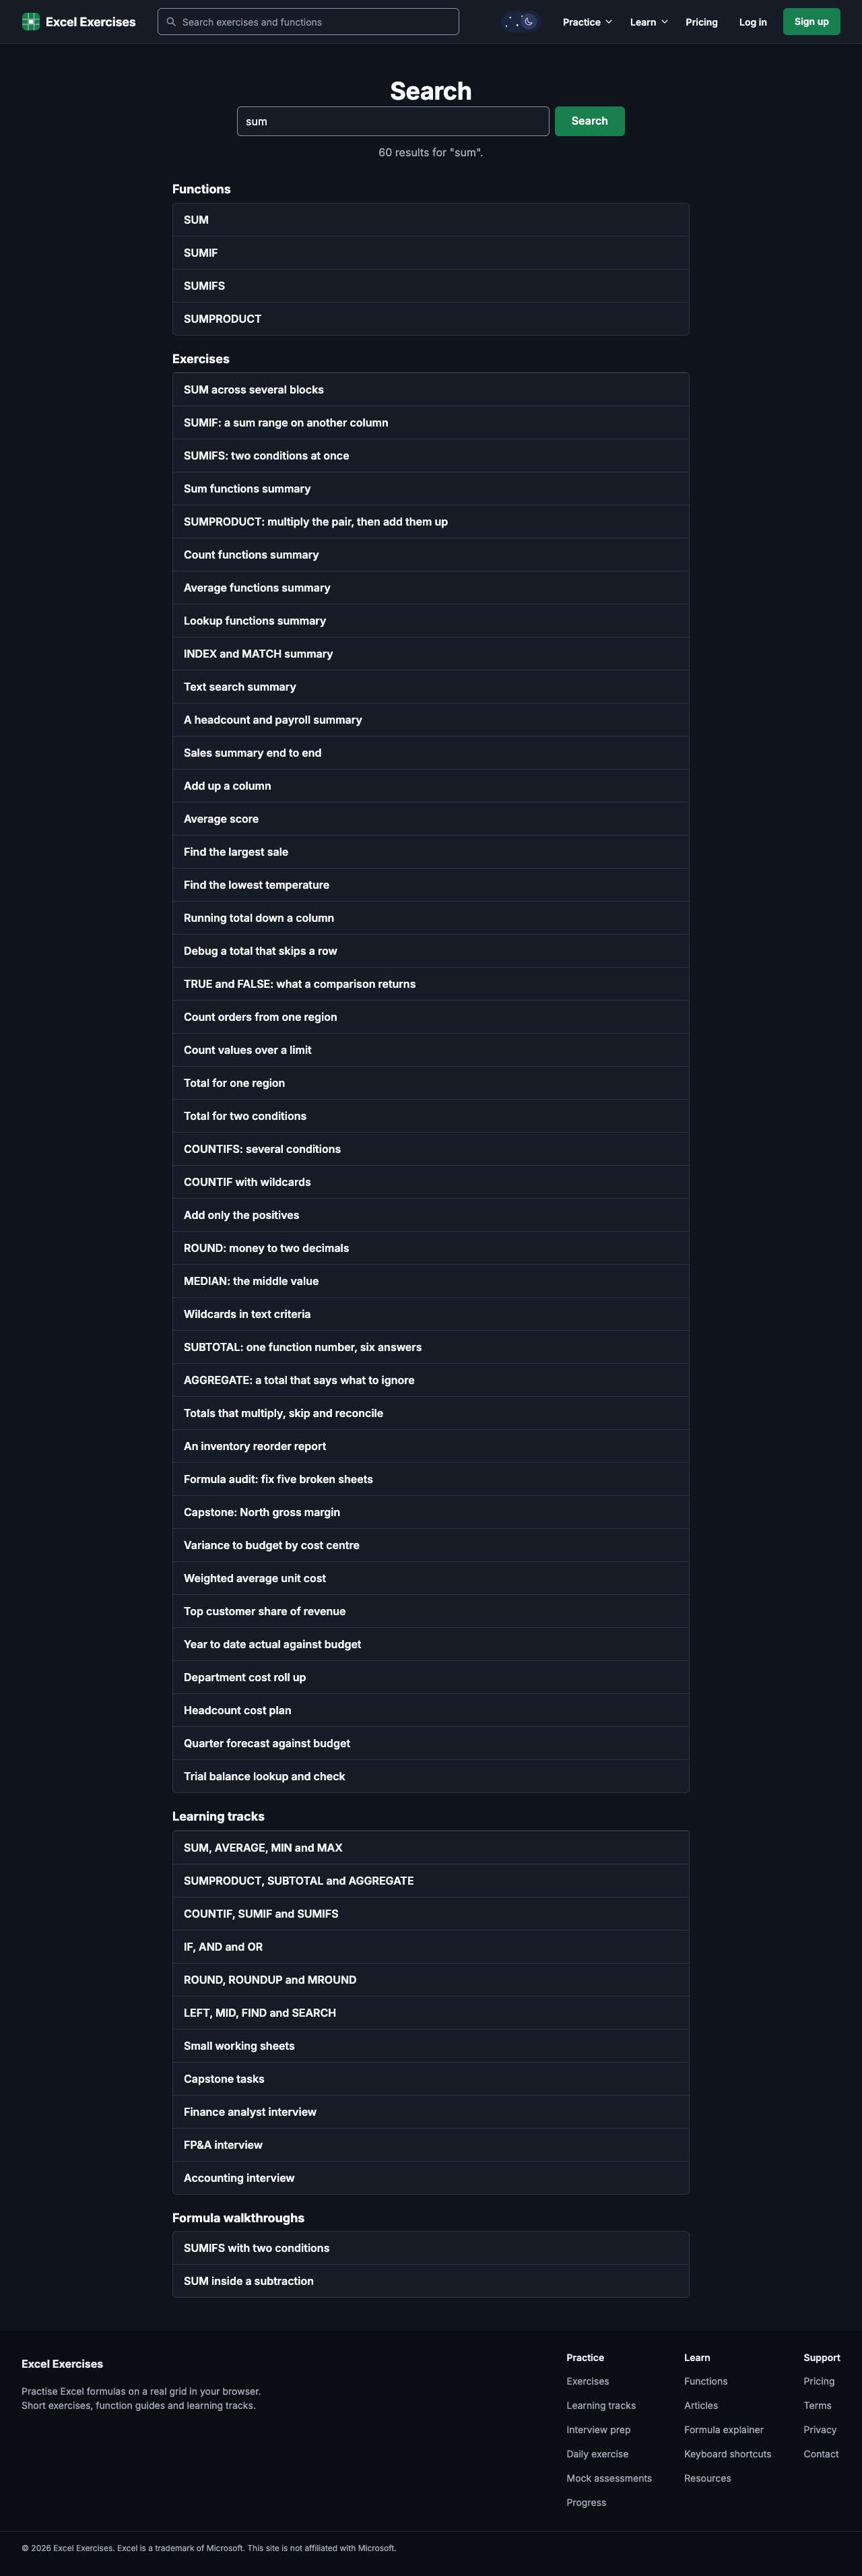 Excel Exercises
Search exercises and functions
Practice
Learn
Pricing
Log in
Sign up
Search
sum
Search
60 results for "sum".
Functions
SUM
SUMIF
SUMIFS
SUMPRODUCT
Exercises
SUM across several blocks
SUMIF: a sum range on another column
SUMIFS: two conditions at once
Sum functions summary
SUMPRODUCT: multiply the pair, then add them up
Count functions summary
Average functions summary
Lookup functions summary
INDEX and MATCH summary
Text search summary
A headcount and payroll summary
Sales summary end to end
Add up a column
Average score
Find the largest sale
Find the lowest temperature
Running total down a column
Debug a total that skips a row
TRUE and FALSE: what a comparison returns
Count orders from one region
Count values over a limit
Total for one region
Total for two conditions
COUNTIFS: several conditions
COUNTIF with wildcards
Add only the positives
ROUND: money to two decimals
MEDIAN: the middle value
Wildcards in text criteria
SUBTOTAL: one function number, six answers
AGGREGATE: a total that says what to ignore
Totals that multiply, skip and reconcile
An inventory reorder report
Formula audit: fix five broken sheets
Capstone: North gross margin
Variance to budget by cost centre
Weighted average unit cost
Top customer share of revenue
Year to date actual against budget
Department cost roll up
Headcount cost plan
Quarter forecast against budget
Trial balance lookup and check
Learning tracks
SUM, AVERAGE, MIN and MAX
SUMPRODUCT, SUBTOTAL and AGGREGATE
COUNTIF, SUMIF and SUMIFS
IF, AND and OR
ROUND, ROUNDUP and MROUND
LEFT, MID, FIND and SEARCH
Small working sheets
Capstone tasks
Finance analyst interview
FP&A interview
Accounting interview
Formula walkthroughs
SUMIFS with two conditions
SUM inside a subtraction
Excel Exercises
Practise Excel formulas on a real grid in your browser.
Short exercises, function guides and learning tracks.
Practice
Exercises
Learning tracks
Interview prep
Daily exercise
Mock assessments
Progress
Learn
Functions
Articles
Formula explainer
Keyboard shortcuts
Resources
Support
Pricing
Terms
Privacy
Contact
© 2026 Excel Exercises. Excel is a trademark of Microsoft. This site is not affiliated with Microsoft.